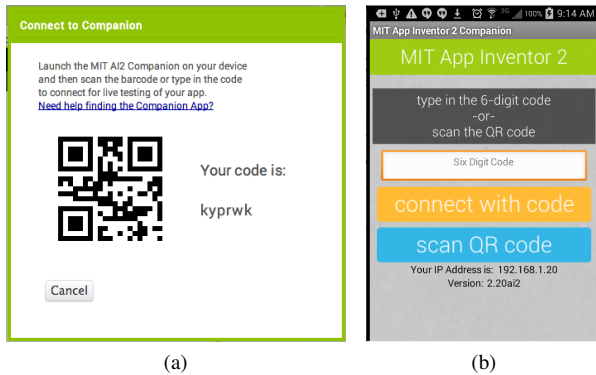 Connect to Companion
Launch the MIT AI2 Companion on your device
and then scan the barcode or type in the code
to connect for live testing of your app.
Need help finding the Companion App?
Your code is:
kyprwk
Cancel
(a)
3G 100% 9:14 AM
MIT App Inventor 2 Companion
MIT App Inventor 2
type in the 6-digit code
-or-
scan the QR code
Six Digit Code
connect with code
scan QR code
Your IP Address is: 192.168.1.20
Version: 2.20ai2
(b)